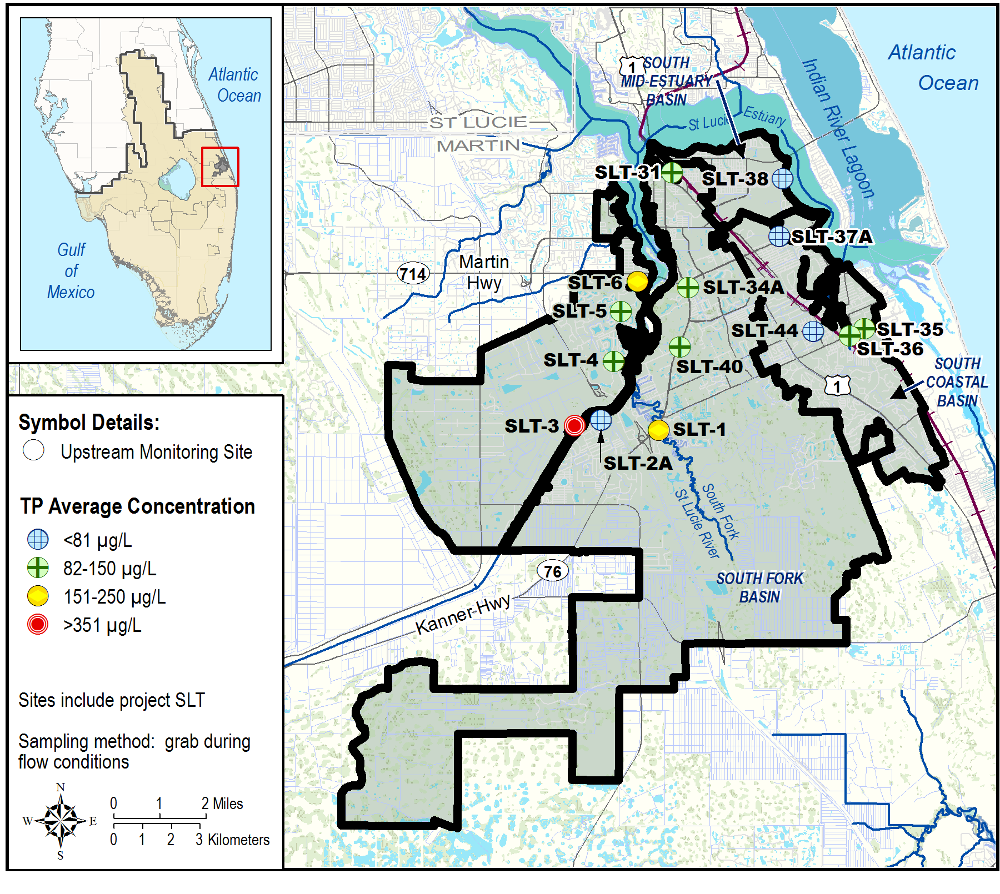 Atlantic
Ocean
Gulf
of
Mexico
Symbol Details:
Upstream Monitoring Site
TP Average Concentration
<81 µg/L
82-150 µg/L
151-250 µg/L
>351 µg/L
Sites include project SLT
Sampling method: grab during
flow conditions
N
W
E
S
0 1 2 Miles
0 1 2 3 Kilometers
Atlantic
Ocean
Indian River Lagoon
1
SOUTH
MID-ESTUARY
BASIN
St Lucie Estuary
ST LUCIE
MARTIN
SLT-31
SLT-38
SLT-37A
714
Martin
Hwy
SLT-6
SLT-34A
SLT-5
SLT-44
SLT-35
SLT-36
SLT-4
SLT-40
SOUTH
COASTAL
BASIN
1
SLT-3
SLT-1
SLT-2A
South Fork
St Lucie River
76
SOUTH FORK
BASIN
Kanner Hwy